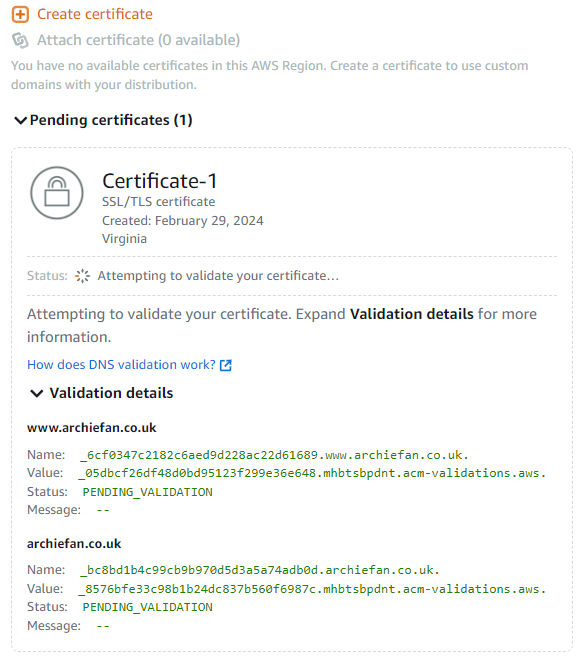 Create certificate
Attach certificate (0 available)
You have no available certificates in this AWS Region. Create a certificate to use custom
domains with your distribution.
Pending certificates (1)
Certificate-1
SSL/TLS certificate
Created: February 29, 2024
Virginia
Status: Attempting to validate your certificate...
Attempting to validate your certificate. Expand Validation details for more
information.
How does DNS validation work?
Validation details
www.archiefan.co.uk
Name: _6cf0347c2182c6aed9d228ac22d61689.www.archiefan.co.uk.
Value: _05dbcf26df48d0bd95123f299e36e648.mhbtsbpdnt.acm-validations.aws.
Status: PENDING_VALIDATION
Message: --
archiefan.co.uk
Name: _bc8bd1b4c99cb9b970d5d3a5a74adb0d.archiefan.co.uk.
Value: _8576bfe33c98b1b24dc837b560f6987c.mhbtsbpdnt.acm-validations.aws.
Status: PENDING_VALIDATION
Message: --